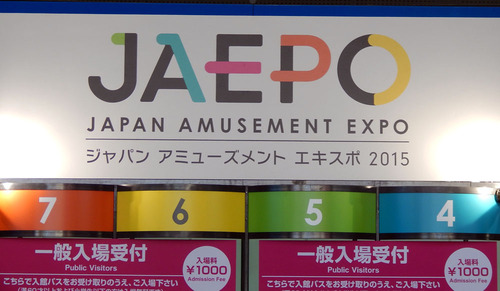 JAEPO
JAPAN AMUSEMENT EXPO
ジャパン アミューズメント エキスポ 2015
7 6 5 4
一般入場受付
Public Visitors
入場料
¥1000
Admission Fee
こちらで入館パスをお受け取りのうえ、ご入場下さい
一般入場受付
Public Visitors
入場料
¥1000
Admission Fee
こちらで入館パスをお受け取りのうえ、ご入場下さい